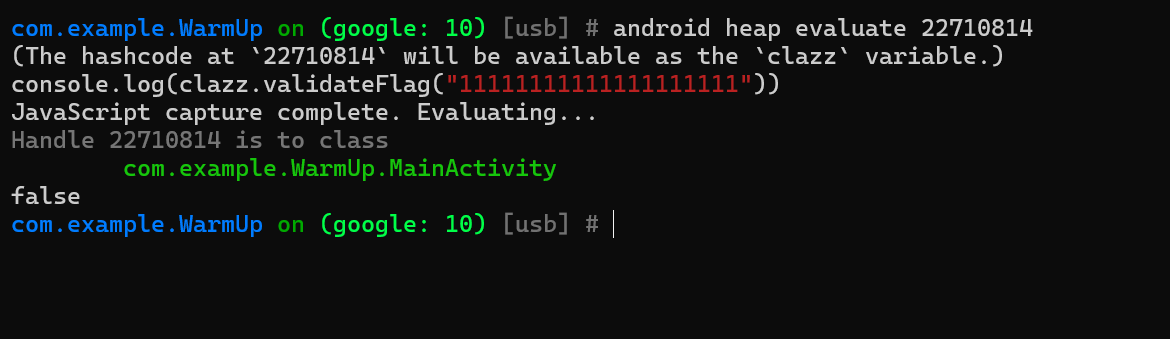 com.example.WarmUp on (google: 10) [usb] # android heap evaluate 22710814
(The hashcode at `22710814` will be available as the `clazz` variable.)
console.log(clazz.validateFlag("11111111111111111111"))
JavaScript capture complete. Evaluating...
Handle 22710814 is to class
com.example.WarmUp.MainActivity
false
com.example.WarmUp on (google: 10) [usb] #